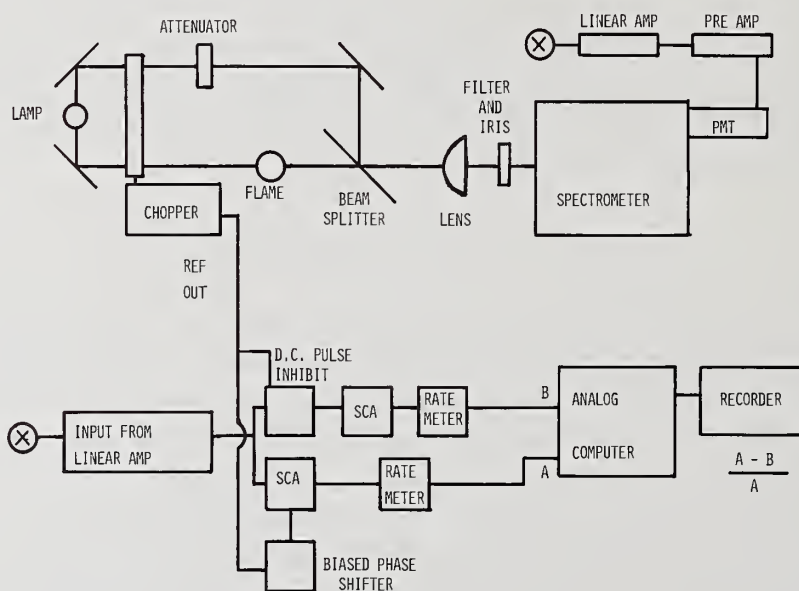 ATTENUATOR
LINEAR AMP
PRE AMP
LAMP
FILTER
AND
IRIS
PMT
CHOPPER
FLAME
BEAM
SPLITTER
LENS
SPECTROMETER
REF
OUT
D.C. PULSE
INHIBIT
INPUT FROM
LINEAR AMP
SCA
RATE
METER
B
ANALOG
COMPUTER
RECORDER
SCA
RATE
METER
A
A - B
A
BIASED PHASE
SHIFTER